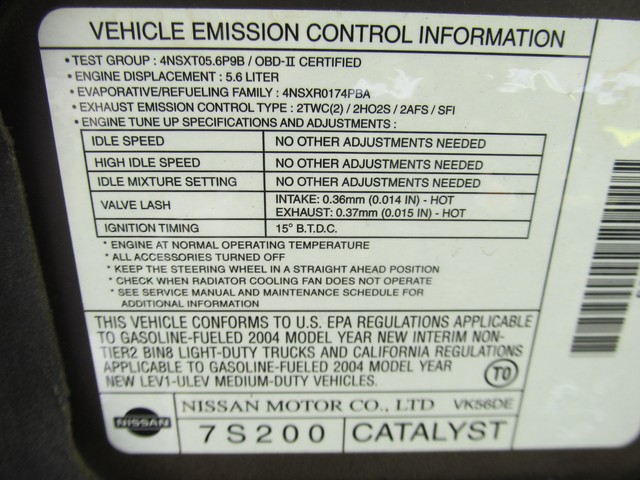 VEHICLE EMISSION CONTROL INFORMATION
• TEST GROUP : 4NSXT05.6P9B / OBD-II CERTIFIED
• ENGINE DISPLACEMENT : 5.6 LITER
• EVAPORATIVE/REFUELING FAMILY : 4NSXR0174PBA
• EXHAUST EMISSION CONTROL TYPE : 2TWC(2) / 2HO2S / 2AFS / SFI
• ENGINE TUNE UP SPECIFICATIONS AND ADJUSTMENTS :
IDLE SPEED NO OTHER ADJUSTMENTS NEEDED
HIGH IDLE SPEED NO OTHER ADJUSTMENTS NEEDED
IDLE MIXTURE SETTING NO OTHER ADJUSTMENTS NEEDED
VALVE LASH INTAKE: 0.36mm (0.014 IN) - HOT
EXHAUST: 0.37mm (0.015 IN) - HOT
IGNITION TIMING 15° B.T.D.C.
* ENGINE AT NORMAL OPERATING TEMPERATURE
* ALL ACCESSORIES TURNED OFF
* KEEP THE STEERING WHEEL IN A STRAIGHT AHEAD POSITION
* CHECK WHEN RADIATOR COOLING FAN DOES NOT OPERATE
* SEE SERVICE MANUAL AND MAINTENANCE SCHEDULE FOR
ADDITIONAL INFORMATION
THIS VEHICLE CONFORMS TO U.S. EPA REGULATIONS APPLICABLE
TO GASOLINE-FUELED 2004 MODEL YEAR NEW INTERIM NON-
TIER2 BIN8 LIGHT-DUTY TRUCKS AND CALIFORNIA REGULATIONS
APPLICABLE TO GASOLINE-FUELED 2004 MODEL YEAR
NEW LEV1-ULEV MEDIUM-DUTY VEHICLES.
TO
NISSAN
NISSAN MOTOR CO., LTD VK56DE
7S200 CATALYST